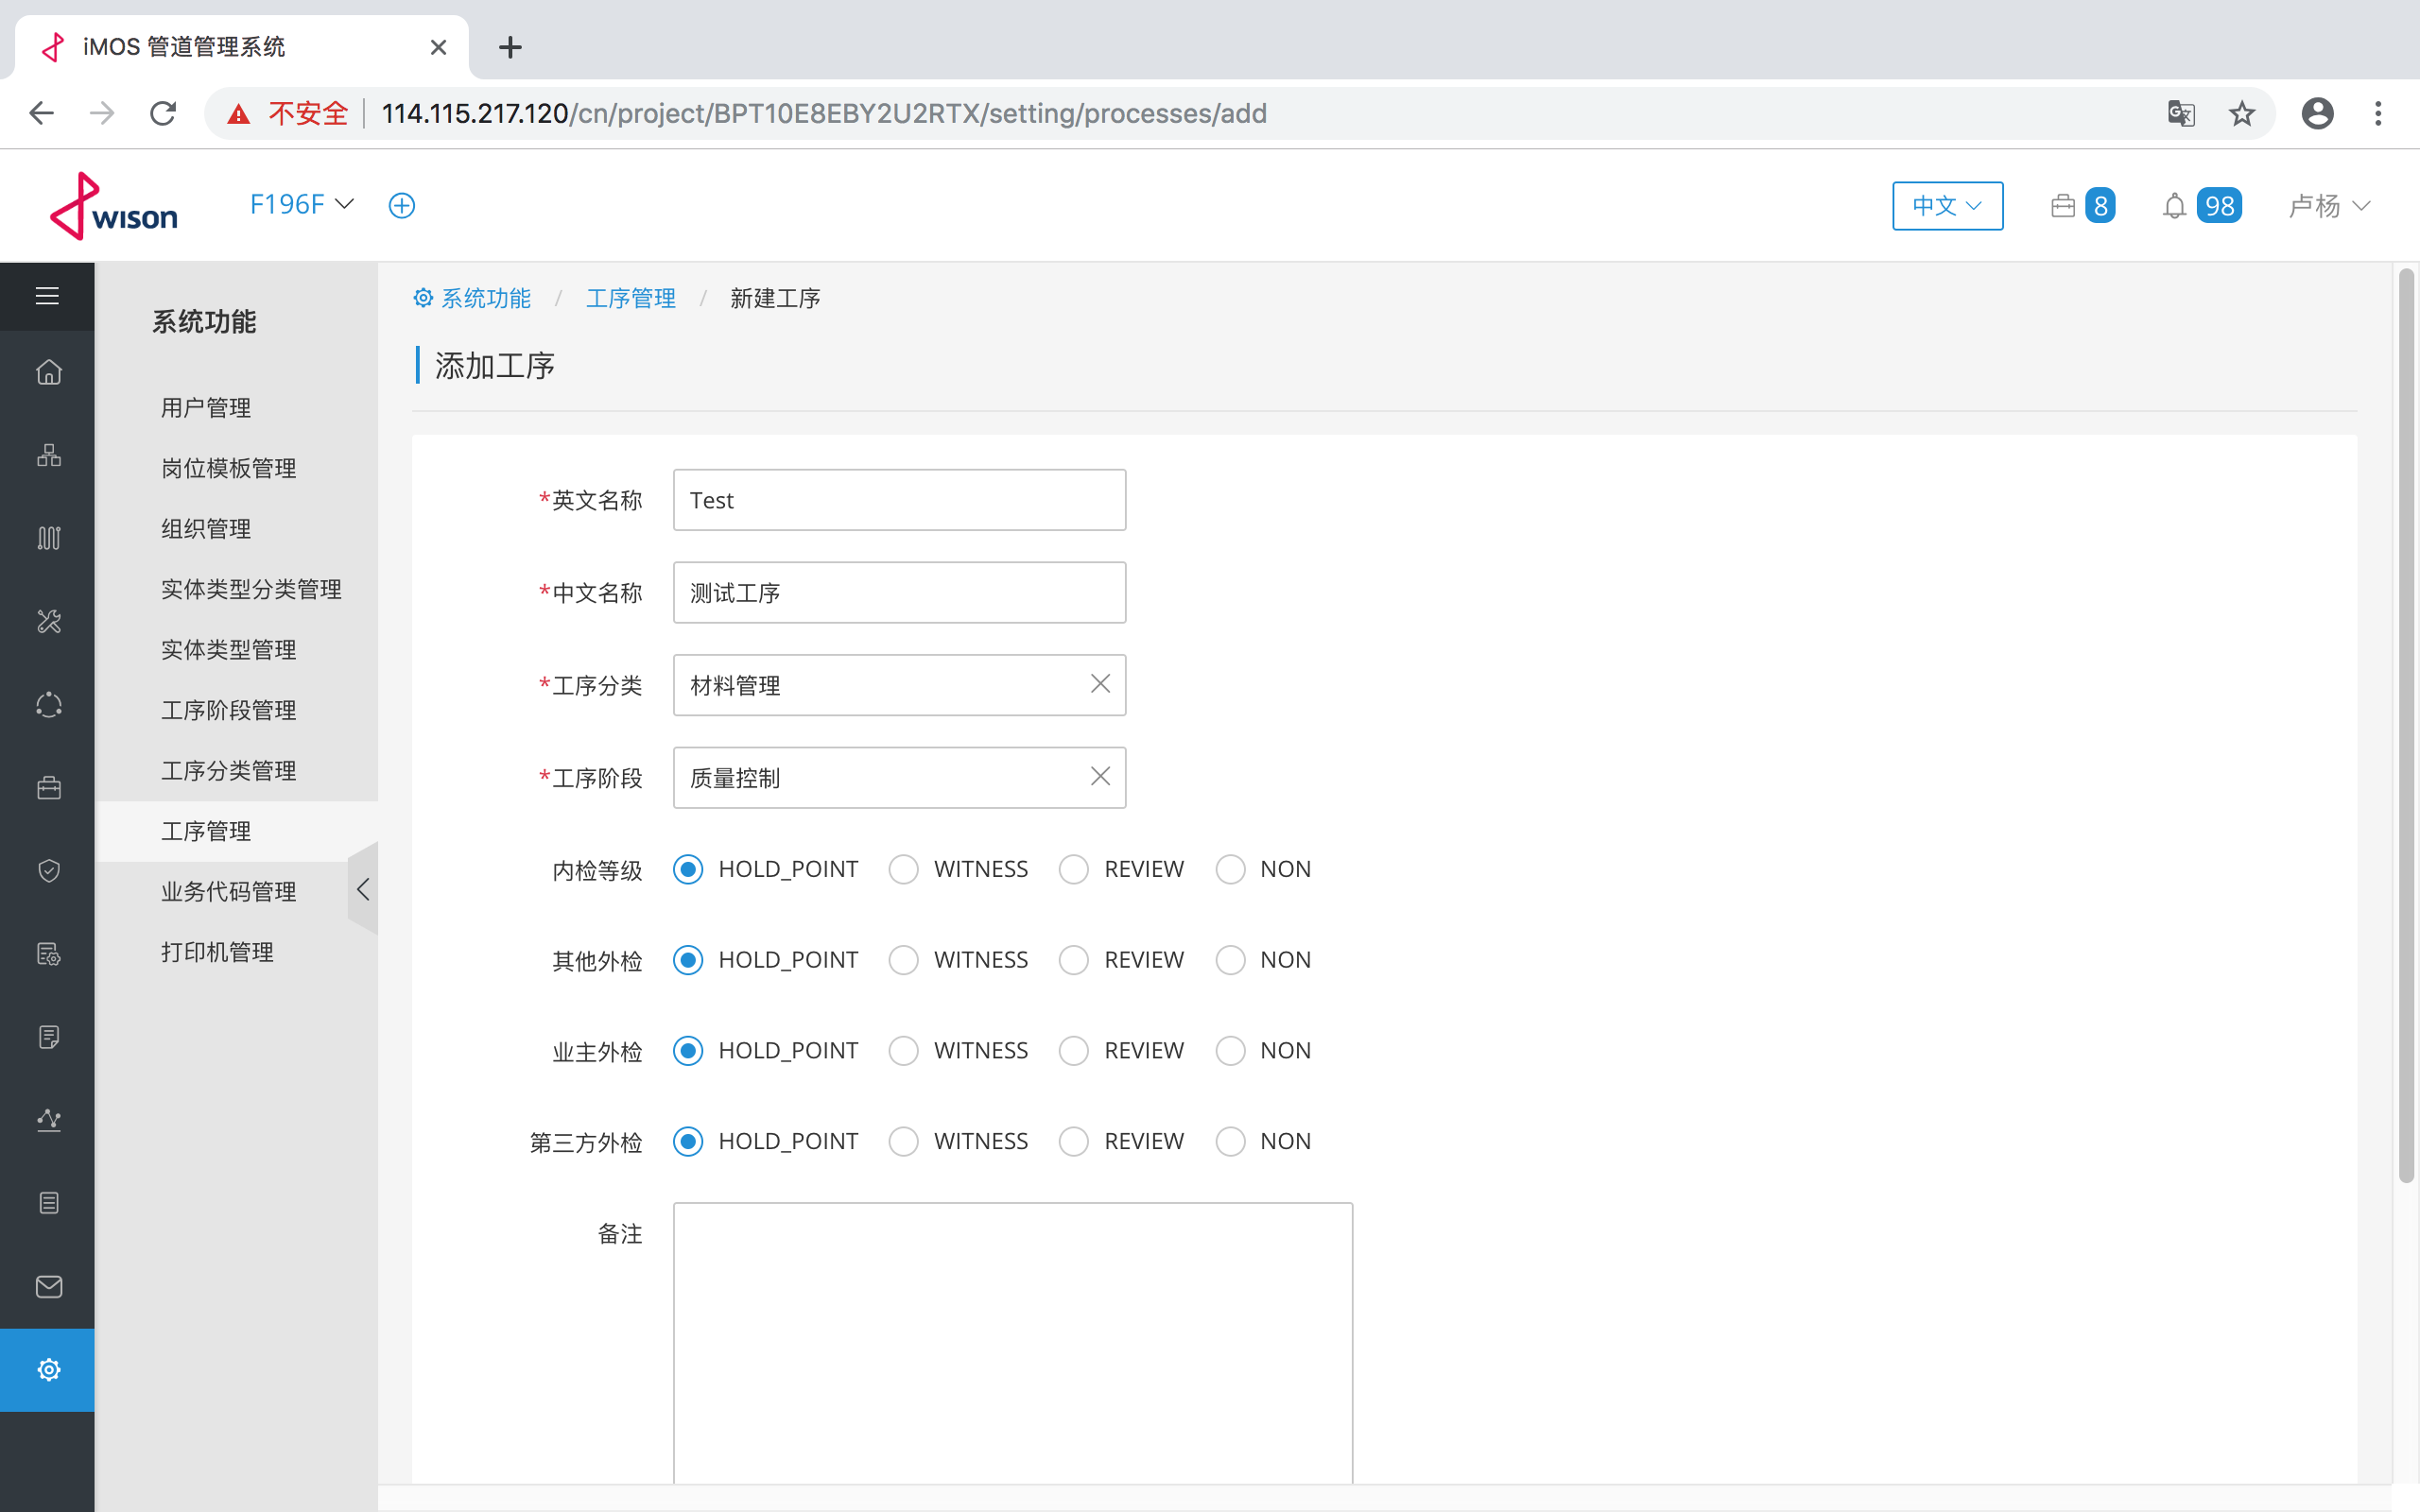 iMOS 管道管理系统
不安全 114.115.217.120/cn/project/BPT10E8EBY2U2RTX/setting/processes/add
wison F196F 中文 8 98 卢杨
系统功能
用户管理
岗位模板管理
组织管理
实体类型分类管理
实体类型管理
工序阶段管理
工序分类管理
工序管理
业务代码管理
打印机管理
系统功能 / 工序管理 / 新建工序
添加工序
*英文名称 Test
*中文名称 测试工序
*工序分类 材料管理
*工序阶段 质量控制
内检等级 HOLD_POINT WITNESS REVIEW NON
其他外检 HOLD_POINT WITNESS REVIEW NON
业主外检 HOLD_POINT WITNESS REVIEW NON
第三方外检 HOLD_POINT WITNESS REVIEW NON
备注